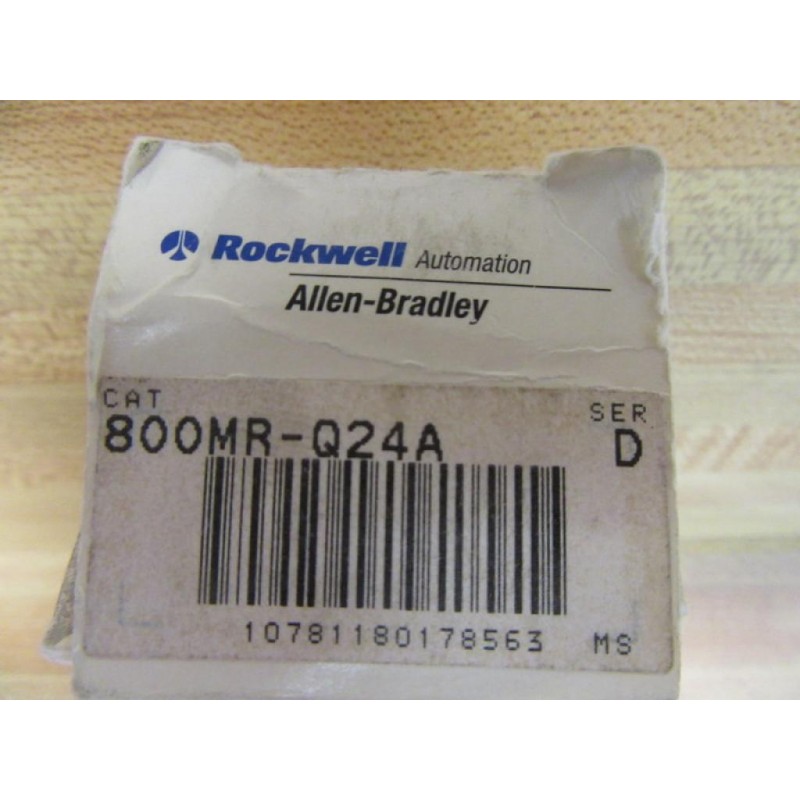 Rockwell Automation
Allen-Bradley
CAT SER
800MR-Q24A D
10781180178563 MS